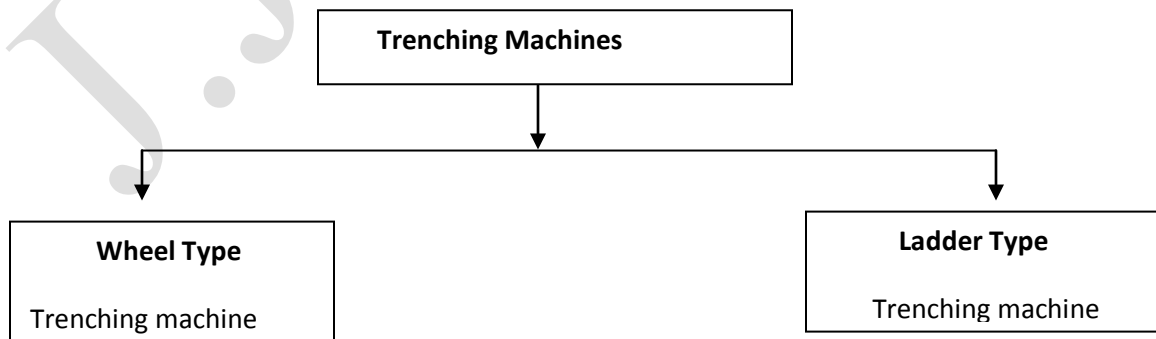 Trenching Machines
Wheel Type
Trenching machine
Ladder Type
Trenching machine